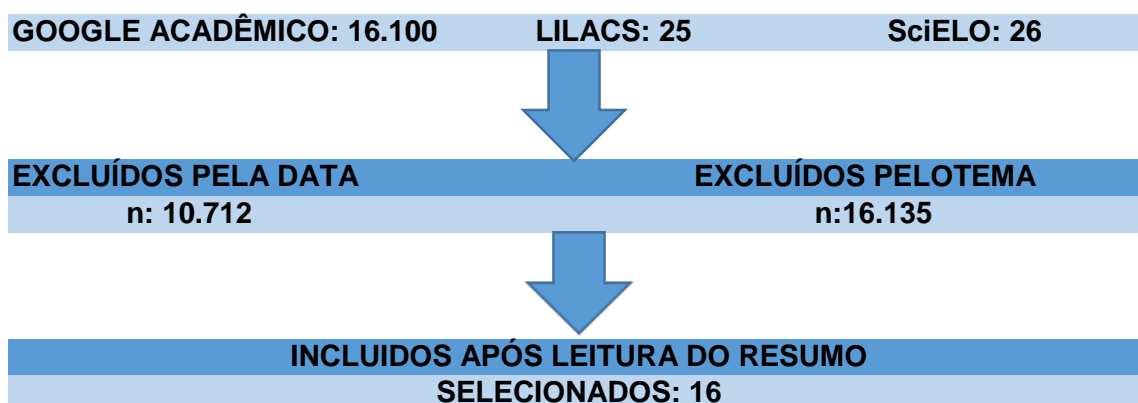 GOOGLE ACADÊMICO: 16.100 LILACS: 25 SciELO: 26
EXCLUÍDOS PELA DATA EXCLUÍDOS PELOTEMA
n: 10.712 n:16.135
INCLUIDOS APÓS LEITURA DO RESUMO
SELECIONADOS: 16